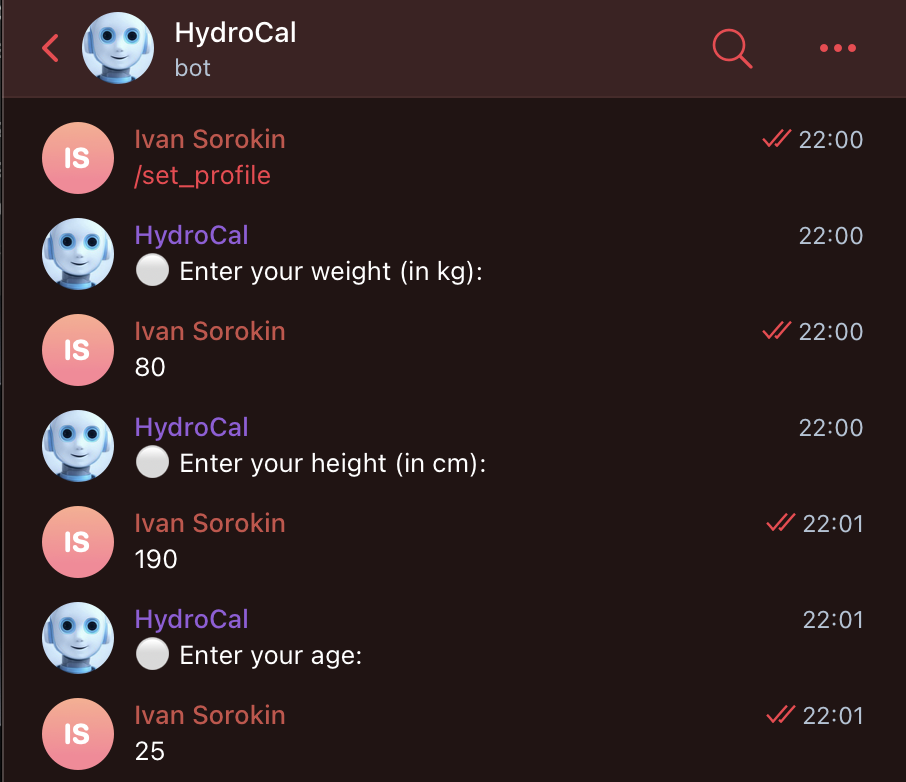 HydroCal
bot
Ivan Sorokin 22:00
/set_profile
HydroCal 22:00
Enter your weight (in kg):
IS
Ivan Sorokin 22:00
80
HydroCal 22:00
Enter your height (in cm):
IS
Ivan Sorokin 22:01
190
HydroCal 22:01
Enter your age:
IS
Ivan Sorokin 22:01
25
IS